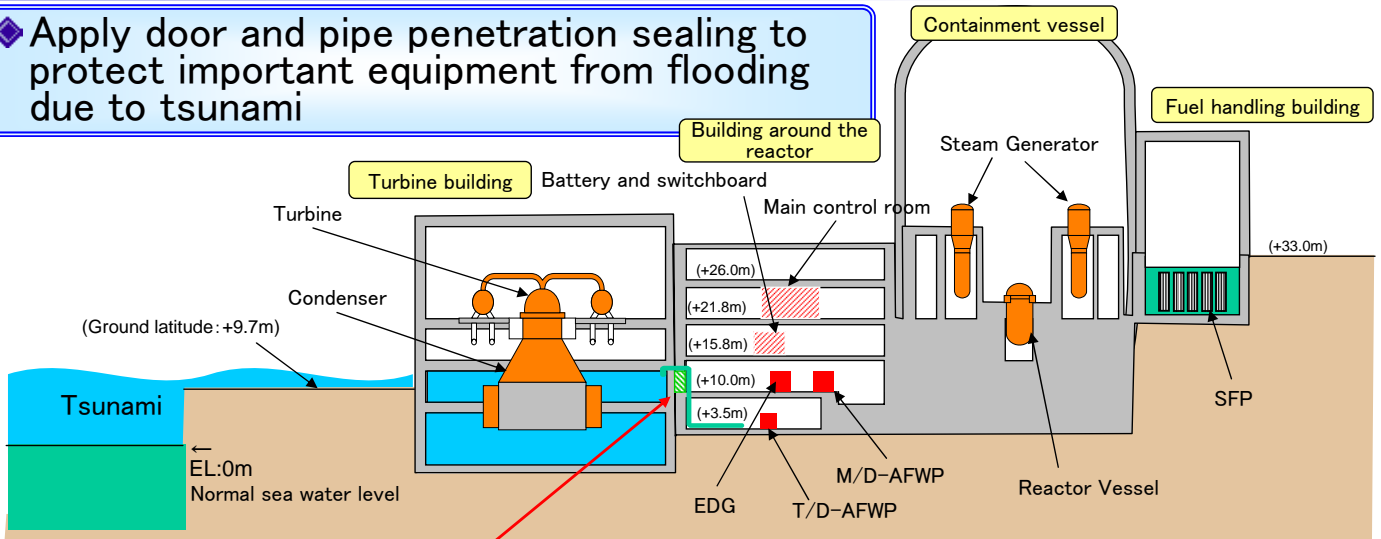 Apply door and pipe penetration sealing to
protect important equipment from flooding
due to tsunami
Containment vessel
Fuel handling building
Building around the
reactor
Steam Generator
Turbine building
Battery and switchboard
Main control room
Turbine
(+33.0m)
(+26.0m)
Condenser
(+21.8m)
(Ground latitude:+9.7m)
(+15.8m)
(+10.0m)
Tsunami
(+3.5m)
SFP
←
EL:0m
Normal sea water level
M/D-AFWP
Reactor Vessel
EDG
T/D-AFWP